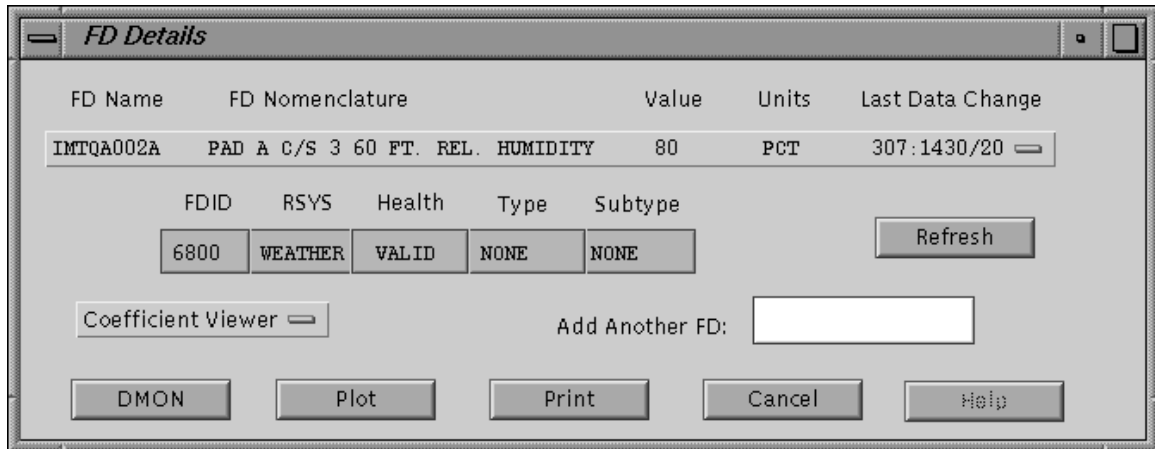 FD Details
FD Name FD Nomenclature Value Units Last Data Change
IMTQA002A PAD A C/S 3 60 FT. REL. HUMIDITY 80 PCT 307:1430/20
FDID RSYS Health Type Subtype
6800 WEATHER VALID NONE NONE
Refresh
Coefficient Viewer
Add Another FD:
DMON Plot Print Cancel Help